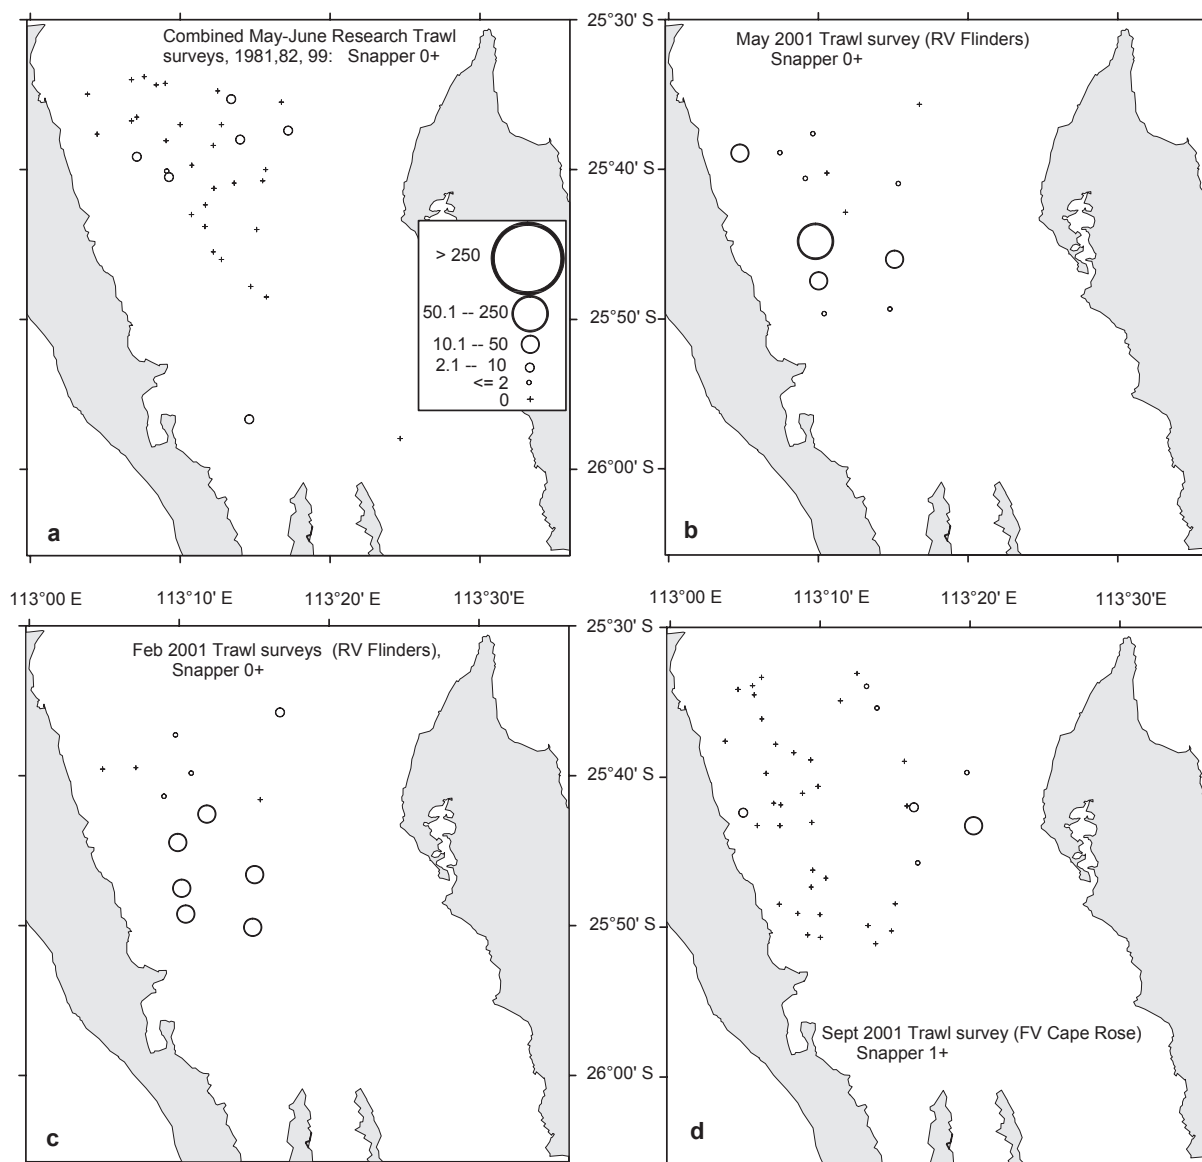 Combined May-June Research Trawl
surveys, 1981,82, 99: Snapper 0+
> 250
50.1 -- 250
10.1 -- 50
2.1 -- 10
<= 2
0
a
25°30' S
25°40' S
25°50' S
26°00' S
May 2001 Trawl survey (RV Flinders)
Snapper 0+
b
113°00 E
113°10' E
113°20' E
113°30'E
113°00 E
113°10' E
113°20' E
113°30'E
Feb 2001 Trawl surveys (RV Flinders),
Snapper 0+
c
25°30' S
25°40' S
25°50' S
26°00' S
Sept 2001 Trawl survey (FV Cape Rose)
Snapper 1+
d